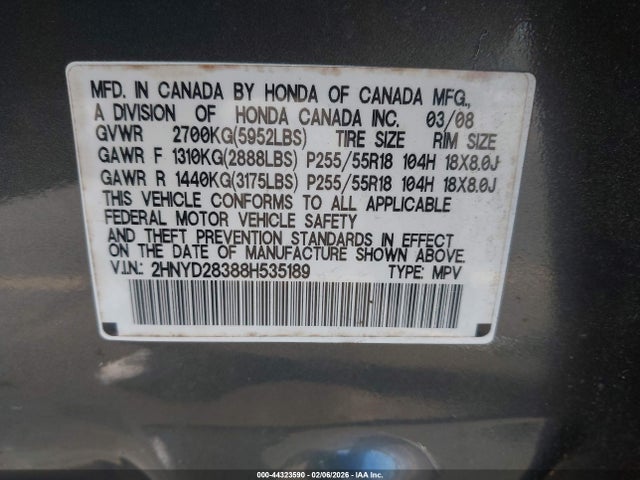 MFD. IN CANADA BY HONDA OF CANADA MFG.,
A DIVISION OF HONDA CANADA INC. 03/08
GVWR 2700KG(5952LBS) TIRE SIZE RIM SIZE
GAWR F 1310KG(2888LBS) P255/55R18 104H 18X8.0J
GAWR R 1440KG(3175LBS) P255/55R18 104H 18X8.0J
THIS VEHICLE CONFORMS TO ALL APPLICABLE
FEDERAL MOTOR VEHICLE SAFETY
AND THEFT PREVENTION STANDARDS IN EFFECT
ON THE DATE OF MANUFACTURE SHOWN ABOVE.
V.I.N.: 2HNYD28388H535189 TYPE: MPV
000-44323590 - 02/06/2026 - IAA Inc.